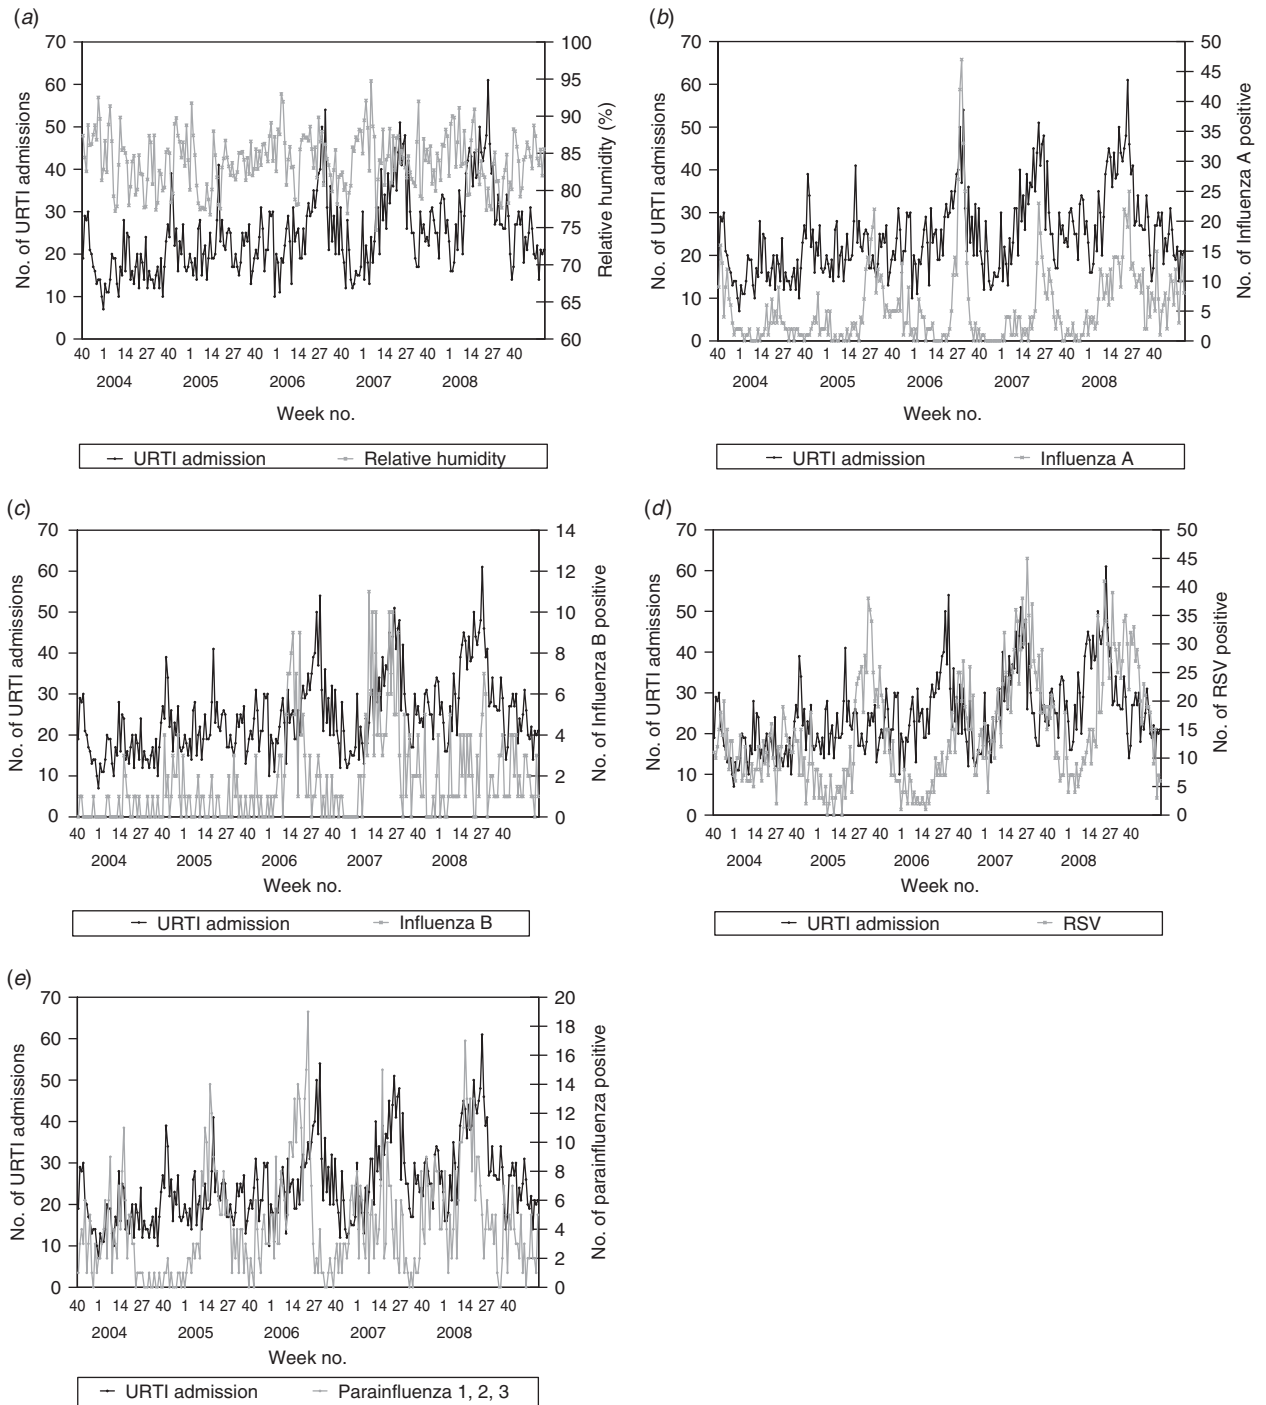 (a)
70
60
50
40
30
20
10
0
No. of URTI admissions
100
95
90
85
80
75
70
65
60
Relative humidity (%)
40 1 14 27 40 1 14 27 40 1 14 27 40 1 14 27 40 1 14 27 40
2004 2005 2006 2007 2008
Week no.
URTI admission Relative humidity
(b)
70
60
50
40
30
20
10
0
No. of URTI admissions
50
45
40
35
30
25
20
15
10
5
0
No. of Influenza A positive
40 1 14 27 40 1 14 27 40 1 14 27 40 1 14 27 40 1 14 27 40
2004 2005 2006 2007 2008
Week no.
URTI admission Influenza A
(c)
70
60
50
40
30
20
10
0
No. of URTI admissions
14
12
10
8
6
4
2
0
No. of Influenza B positive
40 1 14 27 40 1 14 27 40 1 14 27 40 1 14 27 40 1 14 27 40
2004 2005 2006 2007 2008
Week no.
URTI admission Influenza B
(d)
70
60
50
40
30
20
10
0
No. of URTI admissions
50
45
40
35
30
25
20
15
10
5
0
No. of RSV positive
40 1 14 27 40 1 14 27 40 1 14 27 40 1 14 27 40 1 14 27 40
2004 2005 2006 2007 2008
Week no.
URTI admission RSV
(e)
70
60
50
40
30
20
10
0
No. of URTI admissions
20
18
16
14
12
10
8
6
4
2
0
No. of parainfluenza positive
40 1 14 27 40 1 14 27 40 1 14 27 40 1 14 27 40 1 14 27 40
2004 2005 2006 2007 2008
Week no.
URTI admission Parainfluenza 1, 2, 3